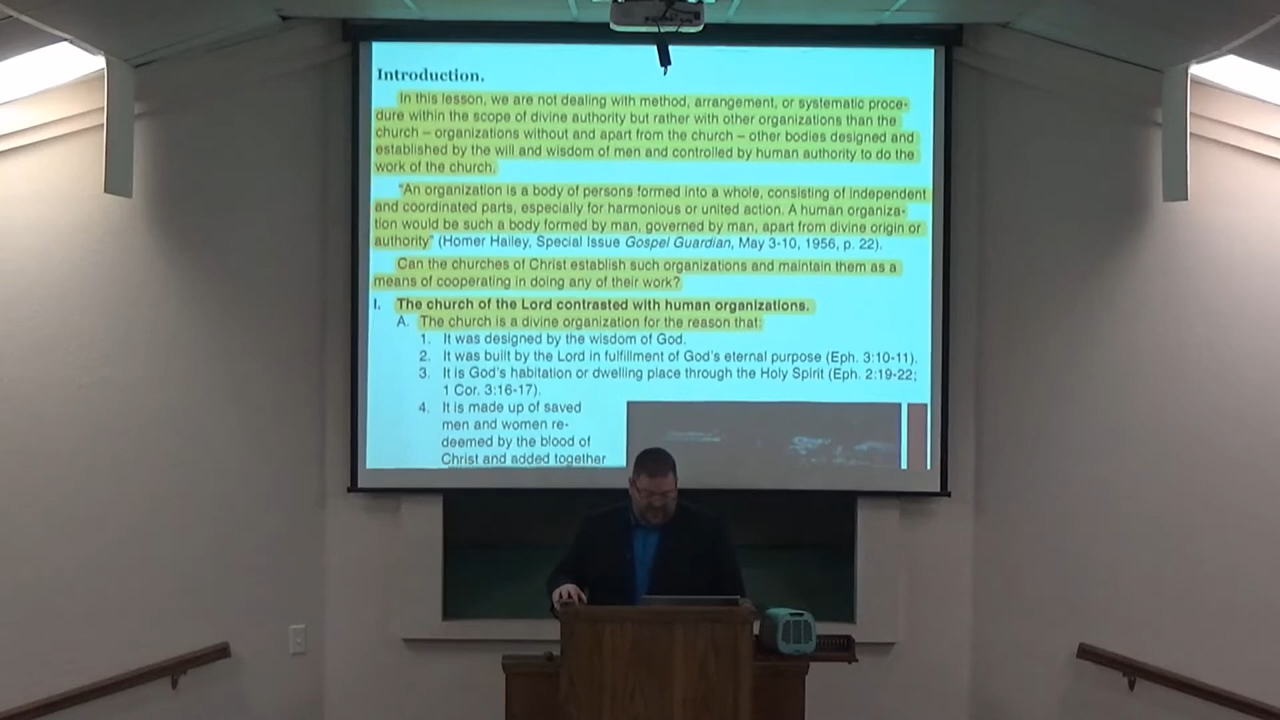 Introduction.
In this lesson, we are not dealing with method, arrangement, or systematic proce-
dure within the scope of divine authority but rather with other organizations than the
church – organizations without and apart from the church – other bodies designed and
established by the will and wisdom of men and controlled by human authority to do the
work of the church.
"An organization is a body of persons formed into a whole, consisting of independent
and coordinated parts, especially for harmonious or united action. A human organiza-
tion would be such a body formed by man, governed by man, apart from divine origin or
authority" (Homer Hailey, Special Issue Gospel Guardian, May 3-10, 1956, p. 22).
Can the churches of Christ establish such organizations and maintain them as a
means of cooperating in doing any of their work?
I. The church of the Lord contrasted with human organizations.
A. The church is a divine organization for the reason that:
1. It was designed by the wisdom of God.
2. It was built by the Lord in fulfillment of God's eternal purpose (Eph. 3:10-11).
3. It is God's habitation or dwelling place through the Holy Spirit (Eph. 2:19-22;
1 Cor. 3:16-17).
4. It is made up of saved
men and women re-
deemed by the blood of
Christ and added together